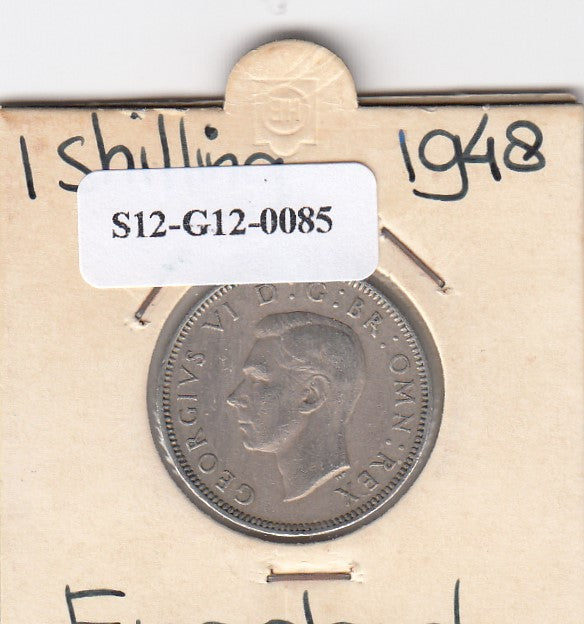 1 Shilling 1948
S12-G12-0085
GEORGIVS VI D:G:BR:OMN:REX
England